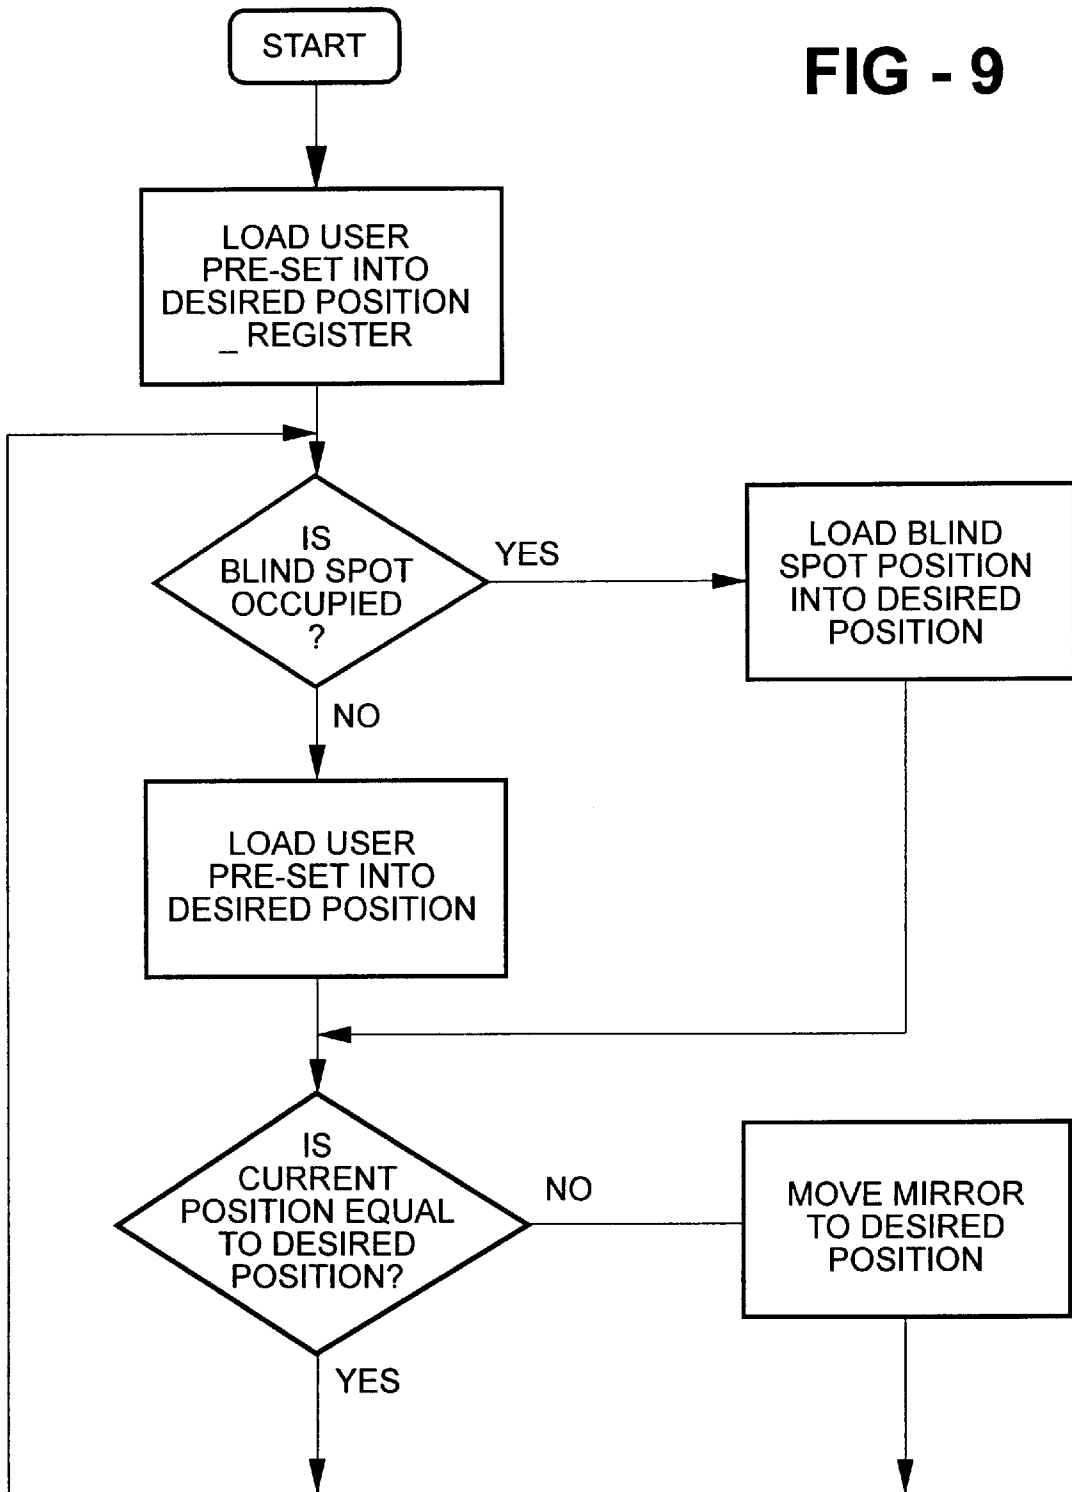 START
FIG - 9
LOAD USER
PRE-SET INTO
DESIRED POSITION
_ REGISTER
IS
BLIND SPOT
OCCUPIED
?
YES
LOAD BLIND
SPOT POSITION
INTO DESIRED
POSITION
NO
LOAD USER
PRE-SET INTO
DESIRED POSITION
IS
CURRENT
POSITION EQUAL
TO DESIRED
POSITION?
NO
MOVE MIRROR
TO DESIRED
POSITION
YES